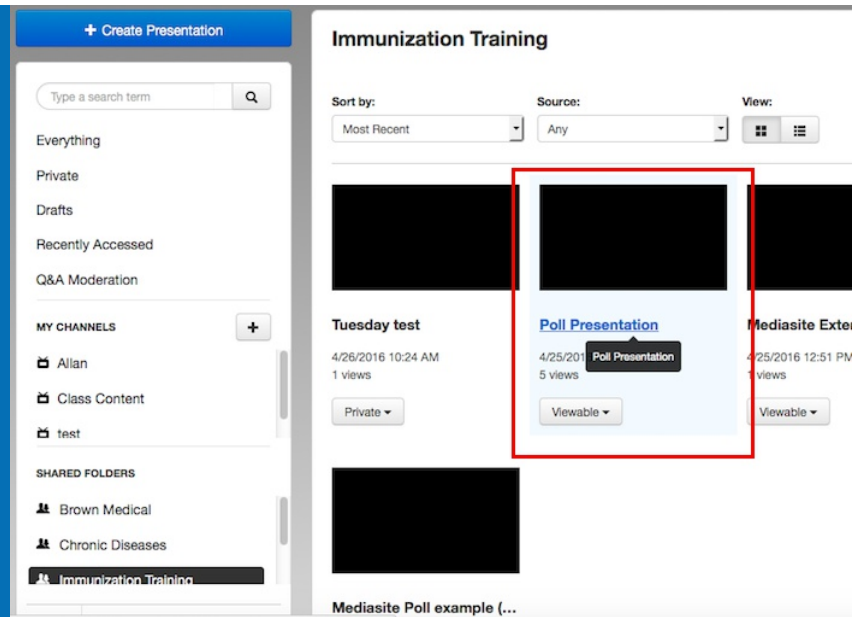 + Create Presentation
Type a search term
Everything
Private
Drafts
Recently Accessed
Q&A Moderation
MY CHANNELS
+
Allan
Class Content
test
SHARED FOLDERS
Brown Medical
Chronic Diseases
Immunization Training
Immunization Training
Sort by: Source: View:
Most Recent Any
Tuesday test
4/26/2016 10:24 AM
1 views
Private
Poll Presentation
4/25/201
Poll Presentation
5 views
Viewable
Mediasite Exter
4/25/2016 12:51 PM
views
Viewable
Mediasite Poll example (...